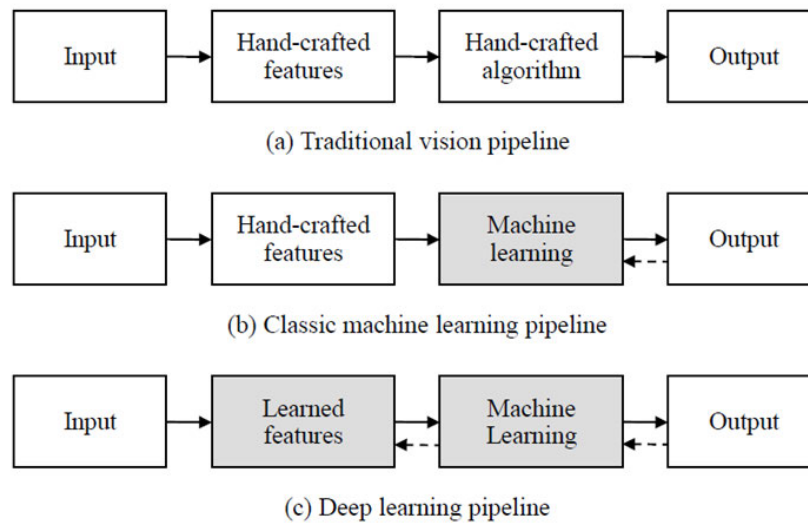 Input
Hand-crafted
features
Hand-crafted
algorithm
Output
(a) Traditional vision pipeline
Input
Hand-crafted
features
Machine
learning
Output
(b) Classic machine learning pipeline
Input
Learned
features
Machine
Learning
Output
(c) Deep learning pipeline